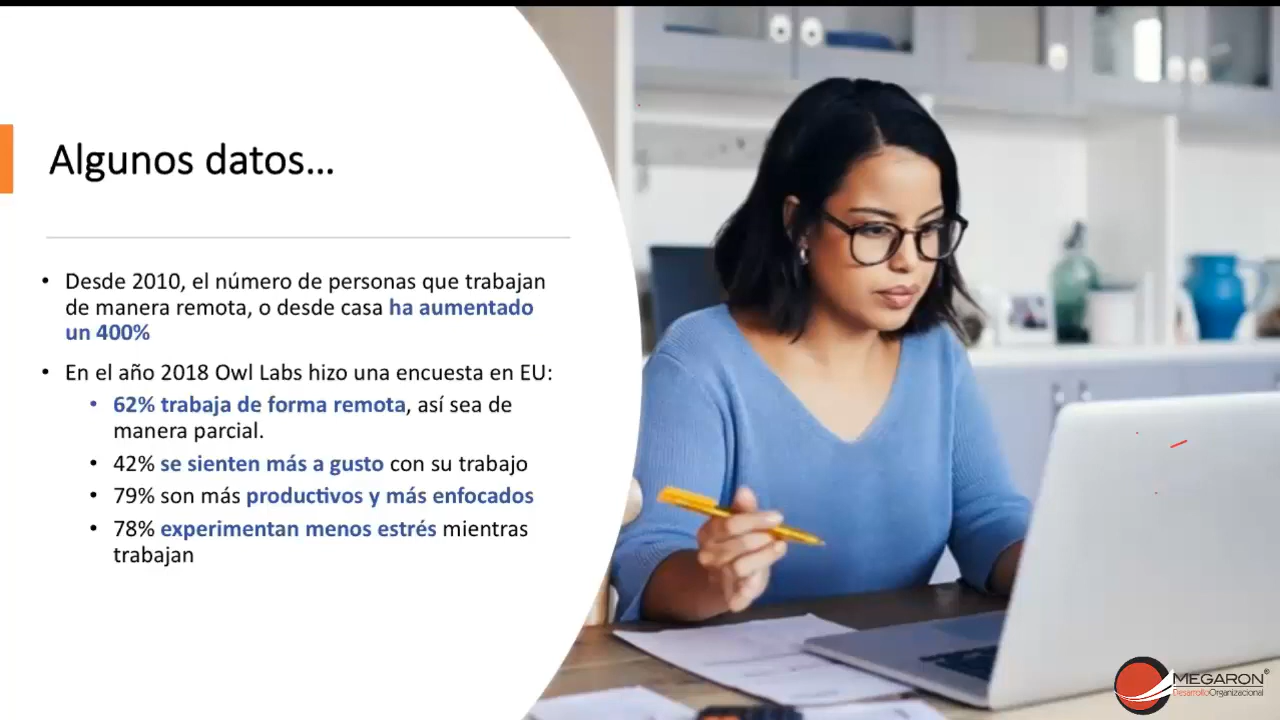 Algunos datos...
• Desde 2010, el número de personas que trabajan
de manera remota, o desde casa ha aumentado
un 400%
• En el año 2018 Owl Labs hizo una encuesta en EU:
• 62% trabaja de forma remota, así sea de
manera parcial.
• 42% se sienten más a gusto con su trabajo
• 79% son más productivos y más enfocados
• 78% experimentan menos estrés mientras
trabajan
MEGARON®
DesarrolloOrganizacional